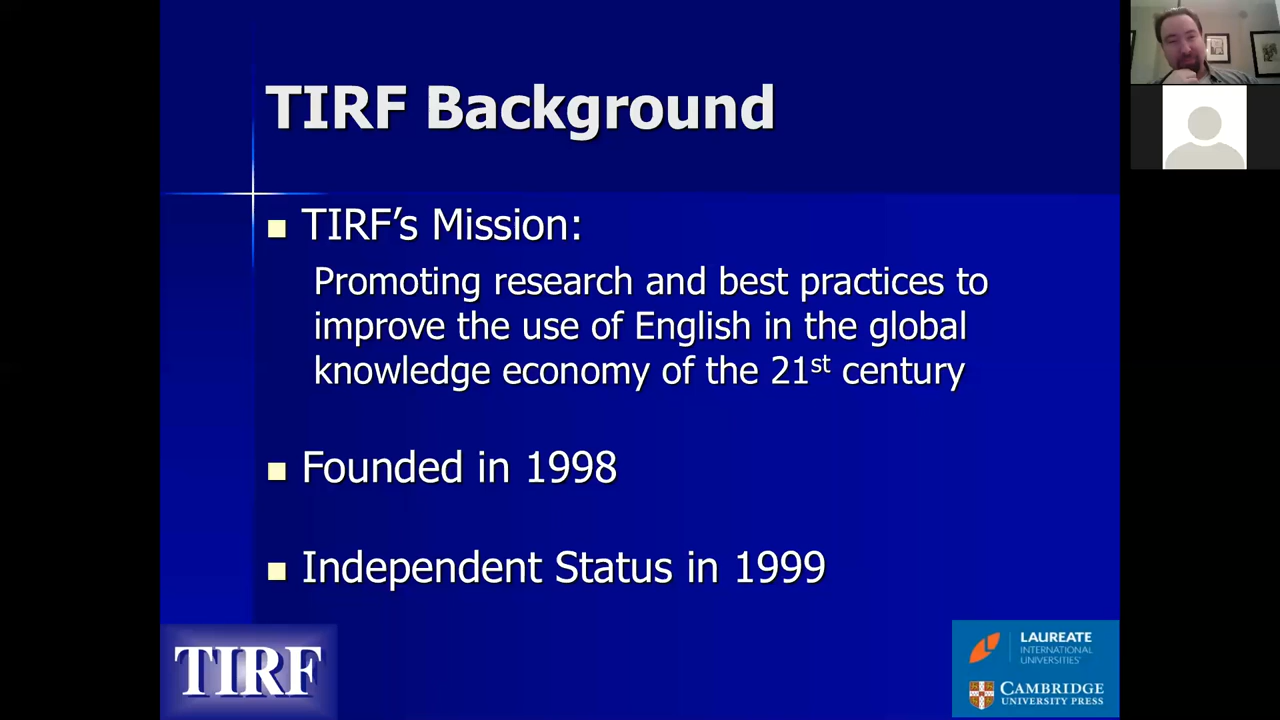 TIRF Background
TIRF’s Mission:
Promoting research and best practices to
improve the use of English in the global
knowledge economy of the 21st century
Founded in 1998
Independent Status in 1999
TIRF
LAUREATE
INTERNATIONAL
UNIVERSITIES
CAMBRIDGE
UNIVERSITY PRESS